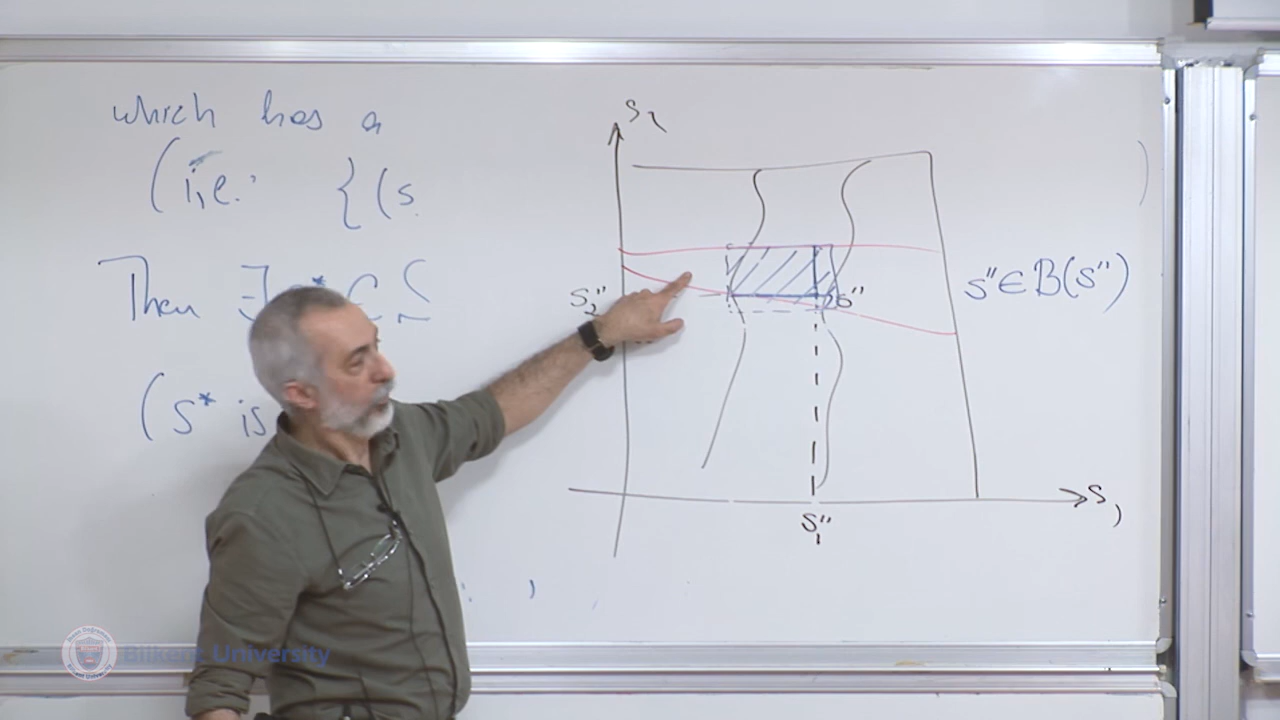 which has a
(i,e. {(s.
Then ∃ s* ∈ S
(s* is
)
s₂
s₂''
s''
s'' ∈ B(s'')
s₁
s₁''
Bilkent University